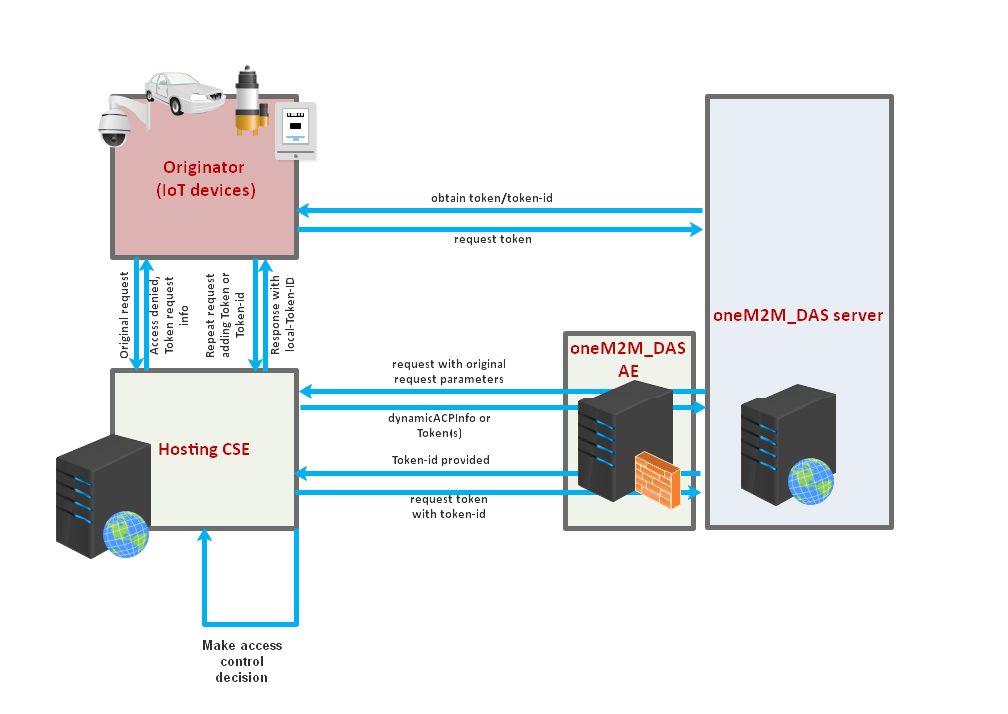 Originator
(IoT devices)
obtain token/token-id
request token
Original request
Access denied,
Token request
info
Repeat request
adding Token or
Token-id
Response with
local-Token-ID
oneM2M_DAS server
oneM2M_DAS
AE
request with original
request parameters
dynamicACPInfo or
Token(s)
Hosting CSE
Token-id provided
request token
with token-id
Make access
control
decision